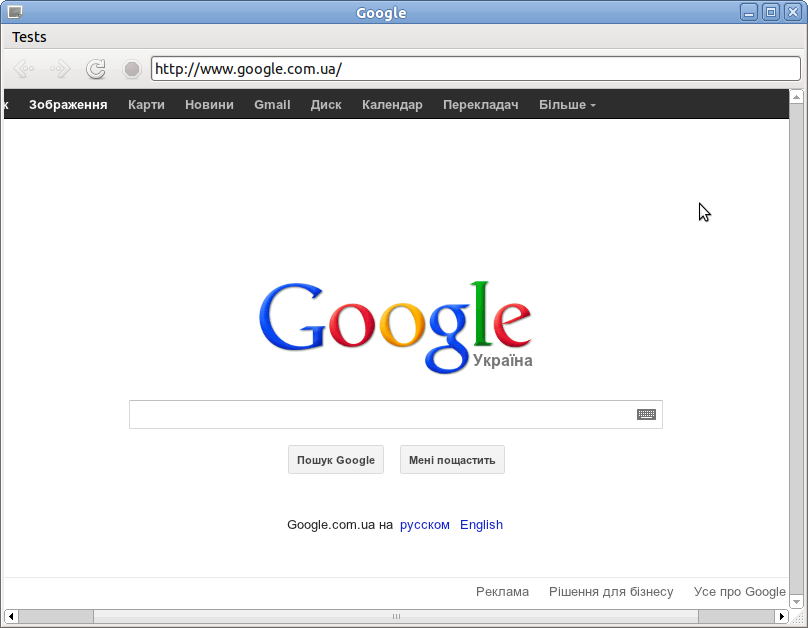 Google
Tests
http://www.google.com.ua/
Зображення Карти Новини Gmail Диск Календар Перекладач Більше
Google
Україна
Пошук Google Мені пощастить
Google.com.ua на русском English
Реклама Рішення для бізнесу Усе про Google